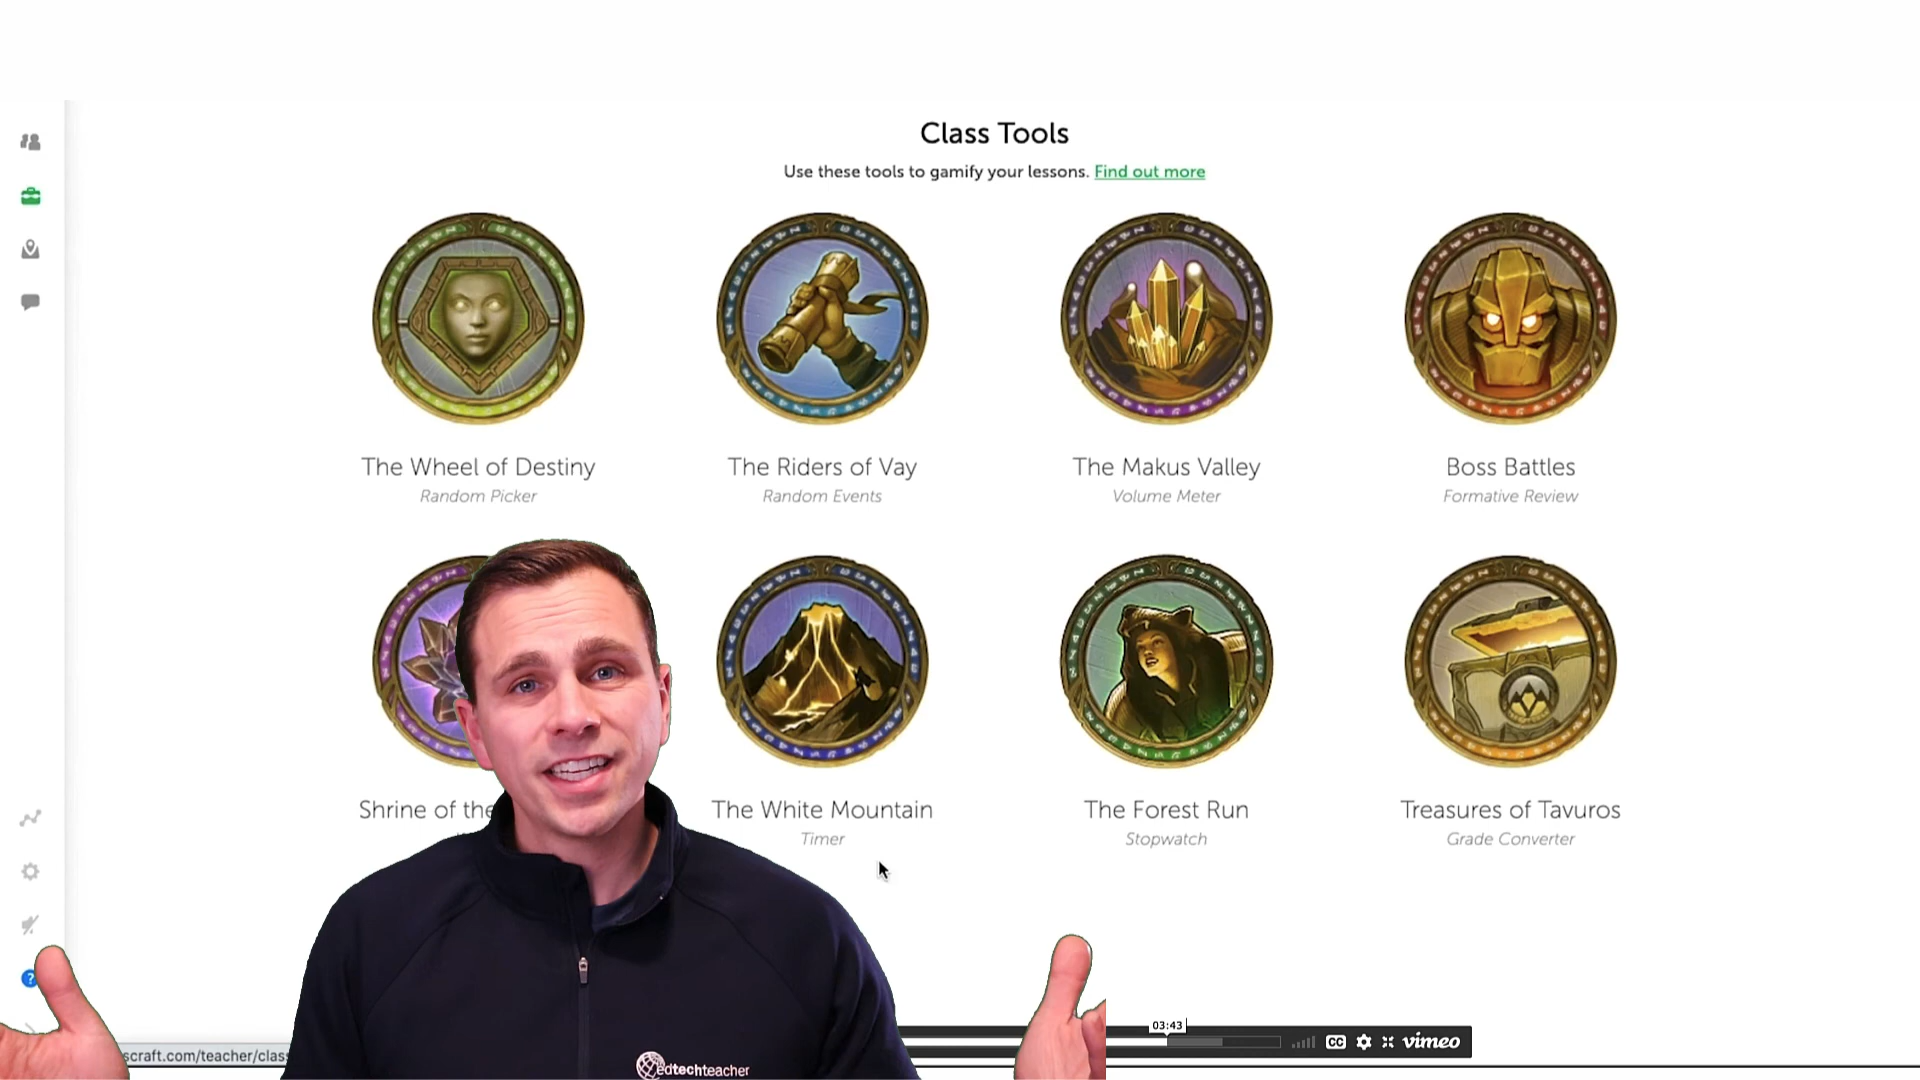 Class Tools
Use these tools to gamify your lessons. Find out more
The Wheel of Destiny
Random Picker
The Riders of Vay
Random Events
The Makus Valley
Volume Meter
Boss Battles
Formative Review
Shrine of the
The White Mountain
Timer
The Forest Run
Stopwatch
Treasures of Tavuros
Grade Converter
?
03:43
CC
vimeo
scraft.com/teacher/clas
edtechteacher